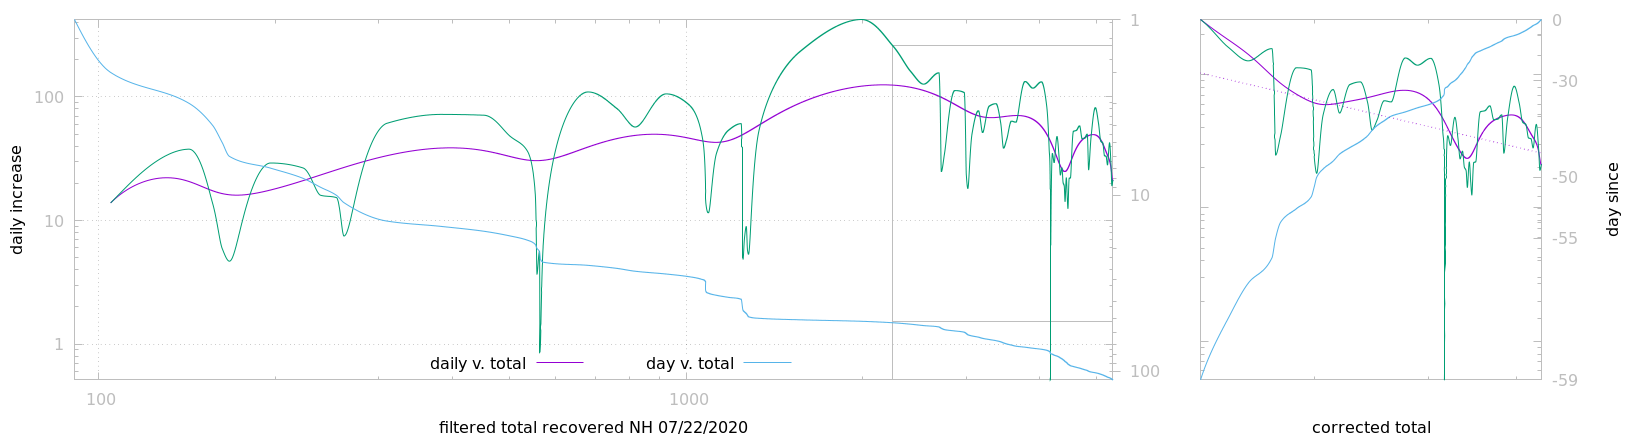 daily increase
100
10
1
daily v. total
day v. total
100
1000
filtered total recovered NH 07/22/2020
1
10
100
0
-30
-50
-55
-59
day since
corrected total